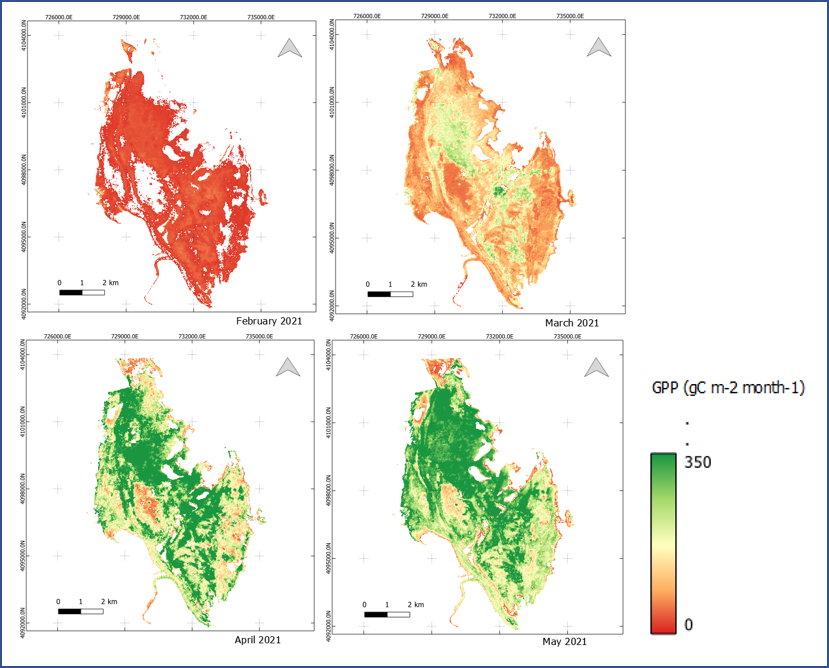 726000.0E 729000.0E 732000.0E 735000.0E
4104000.0N
4101000.0N
4098000.0N
4095000.0N
4092000.0N
0 1 2 km
February 2021
726000.0E 729000.0E 732000.0E 735000.0E
4104000.0N
4101000.0N
4098000.0N
4095000.0N
4092000.0N
0 1 2 km
March 2021
726000.0E 729000.0E 732000.0E 735000.0E
4104000.0N
4101000.0N
4098000.0N
4095000.0N
4092000.0N
0 1 2 km
April 2021
726000.0E 729000.0E 732000.0E 735000.0E
4104000.0N
4101000.0N
4098000.0N
4095000.0N
4092000.0N
0 1 2 km
May 2021
GPP (gC m-2 month-1)
350
0